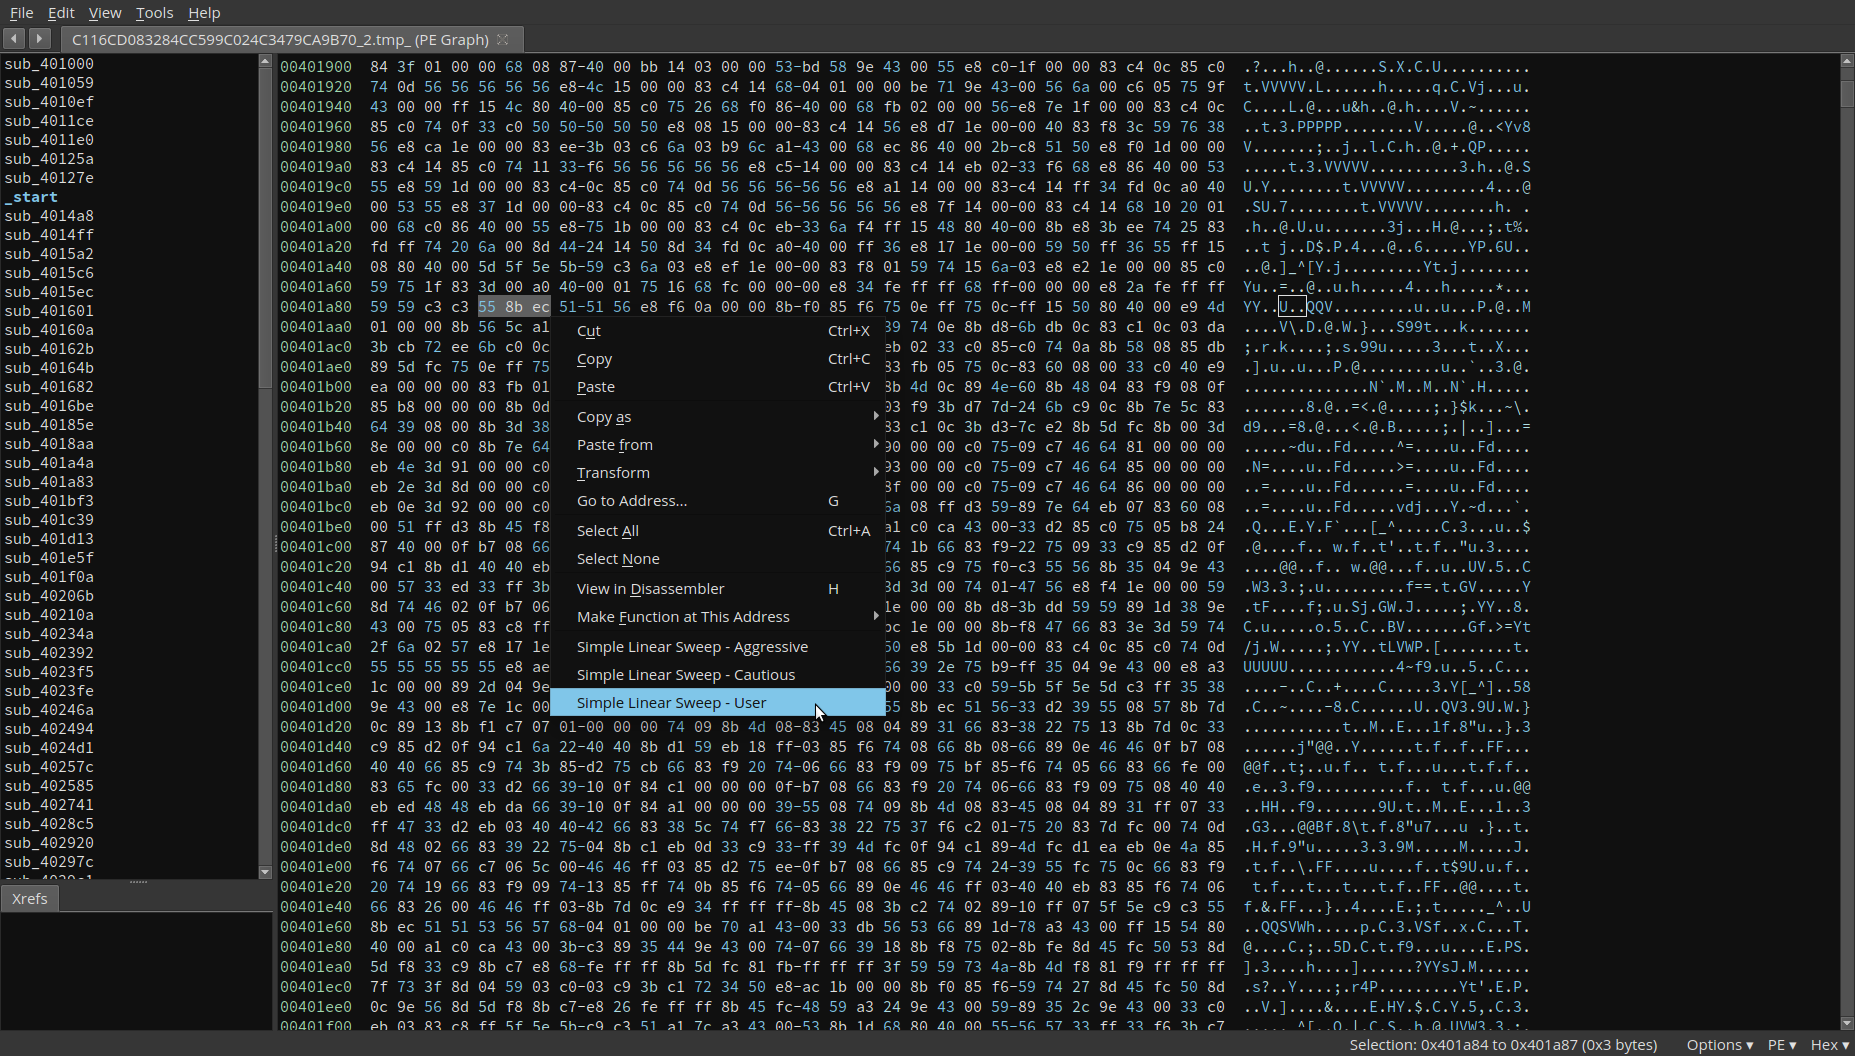 File Edit View Tools Help
C116CD083284CC599C024C3479CA9B70_2.tmp_ (PE Graph)
sub_401000
sub_401059
sub_4010ef
sub_4011ce
sub_4011e0
sub_40125a
sub_40127e
_start
sub_4014a8
sub_4014ff
sub_4015a2
sub_4015c6
sub_4015ec
sub_401601
sub_40160a
sub_40162b
sub_40164b
sub_401682
sub_4016be
sub_40185e
sub_4018aa
sub_401a4a
sub_401a83
sub_401bf3
sub_401c39
sub_401d13
sub_401e5f
sub_401f0a
sub_40206b
sub_40210a
sub_40234a
sub_402392
sub_4023f5
sub_4023fe
sub_40246a
sub_402494
sub_4024d1
sub_40257c
sub_402585
sub_402741
sub_4028c5
sub_402920
sub_40297c
Xrefs
00401900 84 3f 01 00 00 68 08 87-40 00 bb 14 03 00 00 53-bd 58 9e 43 00 55 e8 c0-1f 00 00 83 c4 0c 85 c0 .?...h..@......S.X.C.U..........
00401920 74 0d 56 56 56 56 56 e8-4c 15 00 00 83 c4 14 68-04 01 00 00 be 71 9e 43-00 56 6a 00 c6 05 75 9f t.VVVVV.L......h.....q.C.Vj...u.
00401940 43 00 00 ff 15 4c 80 40-00 85 c0 75 26 68 f0 86-40 00 68 fb 02 00 00 56-e8 7e 1f 00 00 83 c4 0c C....L.@...u&h..@.h....V.~......
00401960 85 c0 74 0f 33 c0 50 50-50 50 50 e8 08 15 00 00-83 c4 14 56 e8 d7 1e 00-00 40 83 f8 3c 59 76 38 ..t.3.PPPPP........V.....@..<Yv8
00401980 56 e8 ca 1e 00 00 83 ee-3b 03 c6 6a 03 b9 6c a1-43 00 68 ec 86 40 00 2b-c8 51 50 e8 f0 1d 00 00 V.......;..j..l.C.h..@.+.QP.....
004019a0 83 c4 14 85 c0 74 11 33-f6 56 56 56 56 56 e8 c5-14 00 00 83 c4 14 eb 02-33 f6 68 e8 86 40 00 53 .....t.3.VVVVV..........3.h..@.S
004019c0 55 e8 59 1d 00 00 83 c4-0c 85 c0 74 0d 56 56 56-56 56 e8 a1 14 00 00 83-c4 14 ff 34 fd 0c a0 40 U.Y........t.VVVVV.........4...@
004019e0 00 53 55 e8 37 1d 00 00-83 c4 0c 85 c0 74 0d 56-56 56 56 56 e8 7f 14 00-00 83 c4 14 68 10 20 01 .SU.7........t.VVVVV........h. .
00401a00 00 68 c0 86 40 00 55 e8-75 1b 00 00 83 c4 0c eb-33 6a f4 ff 15 48 80 40-00 8b e8 3b ee 74 25 83 .h..@.U.u.......3j...H.@...;.t%.
00401a20 fd ff 74 20 6a 00 8d 44-24 14 50 8d 34 fd 0c a0-40 00 ff 36 e8 17 1e 00-00 59 50 ff 36 55 ff 15 ..t j..D$.P.4...@..6.....YP.6U..
00401a40 08 80 40 00 5d 5f 5e 5b-59 c3 6a 03 e8 ef 1e 00-00 83 f8 01 59 74 15 6a-03 e8 e2 1e 00 00 85 c0 ..@.]_^[Y.j.........Yt.j........
00401a60 59 75 1f 83 3d 00 a0 40-00 01 75 16 68 fc 00 00-00 e8 34 fe ff ff 68 ff-00 00 00 e8 2a fe ff ff Yu..=..@..u.h.....4...h.....*...
00401a80 59 59 c3 c3 55 8b ec 51-51 56 e8 f6 0a 00 00 8b-f0 85 f6 75 0e ff 75 0c-ff 15 50 80 40 00 e9 4d YY..U..QQV.........u..u...P.@..M
00401aa0 01 00 00 8b 56 5c a1
39 74 0e 8b d8-6b db 0c 83 c1 0c 03 da
00401ac0 3b cb 72 ee 6b c0 0c
eb 02 33 c0 85-c0 74 0a 8b 58 08 85 db
00401ae0 89 5d fc 75 0e ff 75
83 fb 05 75 0c-83 60 08 00 33 c0 40 e9
00401b00 ea 00 00 00 83 fb 01
8b 4d 0c 89 4e-60 8b 48 04 83 f9 08 0f
00401b20 85 b8 00 00 00 8b 0d
03 f9 3b d7 7d-24 6b c9 0c 8b 7e 5c 83
00401b40 64 39 08 00 8b 3d 38
83 c1 0c 3b d3-7c e2 8b 5d fc 8b 00 3d
00401b60 8e 00 00 c0 8b 7e 64
90 00 00 c0 75-09 c7 46 64 81 00 00 00
00401b80 eb 4e 3d 91 00 00 c0
93 00 00 c0 75-09 c7 46 64 85 00 00 00
00401ba0 eb 2e 3d 8d 00 00 c0
8f 00 00 c0 75-09 c7 46 64 86 00 00 00
00401bc0 eb 0e 3d 92 00 00 c0
6a 08 ff d3 59-89 7e 64 eb 07 83 60 08
00401be0 00 51 ff d3 8b 45 f8
a1 c0 ca 43 00-33 d2 85 c0 75 05 b8 24
00401c00 87 40 00 0f b7 08 66
74 1b 66 83 f9-22 75 09 33 c9 85 d2 0f
00401c20 94 c1 8b d1 40 40 eb
66 85 c9 75 f0-c3 55 56 8b 35 04 9e 43
00401c40 00 57 33 ed 33 ff 3b
3d 3d 00 74 01-47 56 e8 f4 1e 00 00 59
00401c60 8d 74 46 02 0f b7 06
1e 00 00 8b d8-3b dd 59 59 89 1d 38 9e
00401c80 43 00 75 05 83 c8 ff
bc 1e 00 00 8b-f8 47 66 83 3e 3d 59 74
00401ca0 2f 6a 02 57 e8 17 1e
50 e8 5b 1d 00-00 83 c4 0c 85 c0 74 0d
00401cc0 55 55 55 55 55 e8 ae
66 39 2e 75 b9-ff 35 04 9e 43 00 e8 a3
00401ce0 1c 00 00 89 2d 04 9e
00 00 33 c0 59-5b 5f 5e 5d c3 ff 35 38
00401d00 9e 43 00 e8 7e 1c 00
55 8b ec 51 56-33 d2 39 55 08 57 8b 7d
00401d20 0c 89 13 8b f1 c7 07 01-00 00 00 74 09 8b 4d 08-83 45 08 04 89 31 66 83-38 22 75 13 8b 7d 0c 33 ...........t..M..E...1f.8"u..}.3
00401d40 c9 85 d2 0f 94 c1 6a 22-40 40 8b d1 59 eb 18 ff-03 85 f6 74 08 66 8b 08-66 89 0e 46 46 0f b7 08 ......j"@@..Y......t.f..f..FF...
00401d60 40 40 66 85 c9 74 3b 85-d2 75 cb 66 83 f9 20 74-06 66 83 f9 09 75 bf 85-f6 74 05 66 83 66 fe 00 @@f..t;..u.f.. t.f...u...t.f.f..
00401d80 83 65 fc 00 33 d2 66 39-10 0f 84 c1 00 00 00 0f-b7 08 66 83 f9 20 74 06-66 83 f9 09 75 08 40 40 .e..3.f9..........f.. t.f...u.@@
00401da0 eb ed 48 48 eb da 66 39-10 0f 84 a1 00 00 00 39-55 08 74 09 8b 4d 08 83-45 08 04 89 31 ff 07 33 ..HH..f9.......9U.t..M..E...1..3
00401dc0 ff 47 33 d2 eb 03 40 40-42 66 83 38 5c 74 f7 66-83 38 22 75 37 f6 c2 01-75 20 83 7d fc 00 74 0d .G3...@@Bf.8\t.f.8"u7...u .}..t.
00401de0 8d 48 02 66 83 39 22 75-04 8b c1 eb 0d 33 c9 33-ff 39 4d fc 0f 94 c1 89-4d fc d1 ea eb 0e 4a 85 .H.f.9"u.....3.3.9M.....M.....J.
00401e00 f6 74 07 66 c7 06 5c 00-46 46 ff 03 85 d2 75 ee-0f b7 08 66 85 c9 74 24-39 55 fc 75 0c 66 83 f9 .t.f..\.FF....u....f..t$9U.u.f..
00401e20 20 74 19 66 83 f9 09 74-13 85 ff 74 0b 85 f6 74-05 66 89 0e 46 46 ff 03-40 40 eb 83 85 f6 74 06  t.f...t...t...t.f..FF..@@....t.
00401e40 66 83 26 00 46 46 ff 03-8b 7d 0c e9 34 ff ff ff-8b 45 08 3b c2 74 02 89-10 ff 07 5f 5e c9 c3 55 f.&.FF...}..4....E.;.t....._^..U
00401e60 8b ec 51 51 53 56 57 68-04 01 00 00 be 70 a1 43-00 33 db 56 53 66 89 1d-78 a3 43 00 ff 15 54 80 ..QQSVWh.....p.C.3.VSf..x.C...T.
00401e80 40 00 a1 c0 ca 43 00 3b-c3 89 35 44 9e 43 00 74-07 66 39 18 8b f8 75 02-8b fe 8d 45 fc 50 53 8d @....C.;..5D.C.t.f9...u....E.PS.
00401ea0 5d f8 33 c9 8b c7 e8 68-fe ff ff 8b 5d fc 81 fb-ff ff ff 3f 59 59 73 4a-8b 4d f8 81 f9 ff ff ff ].3....h....]......?YYsJ.M......
00401ec0 7f 73 3f 8d 04 59 03 c0-03 c9 3b c1 72 34 50 e8-ac 1b 00 00 8b f0 85 f6-59 74 27 8d 45 fc 50 8d .s?..Y....;.r4P.........Yt'.E.P.
00401ee0 0c 9e 56 8d 5d f8 8b c7-e8 26 fe ff ff 8b 45 fc-48 59 a3 24 9e 43 00 59-89 35 2c 9e 43 00 33 c0 ..V.]....&....E.HY.$.C.Y.5,.C.3.
00401f00 eb 03 83 c8 ff 5f 5e 5b-c9 c3 51 a1 7c a3 43 00-53 8b 1d 68 80 40 00 55-56 57 33 ff 33 f6 3b c7
Cut Ctrl+X
Copy Ctrl+C
Paste Ctrl+V
Copy as
Paste from
Transform
Go to Address... G
Select All Ctrl+A
Select None
View in Disassembler H
Make Function at This Address
Simple Linear Sweep - Aggressive
Simple Linear Sweep - Cautious
Simple Linear Sweep - User
Selection: 0x401a84 to 0x401a87 (0x3 bytes) Options ▾ PE ▾ Hex ▾